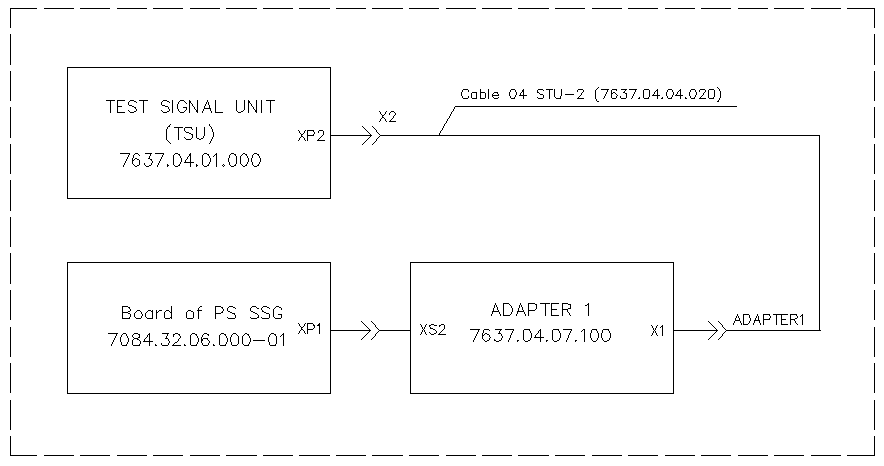 TEST SIGNAL UNIT
(TSU)
7637.04.01.000
XP2
X2
Cable 04 STU-2 (7637.04.04.020)
Board of PS SSG
7084.32.06.000-01
XP1
XS2
ADAPTER 1
7637.04.07.100
X1
ADAPTER1